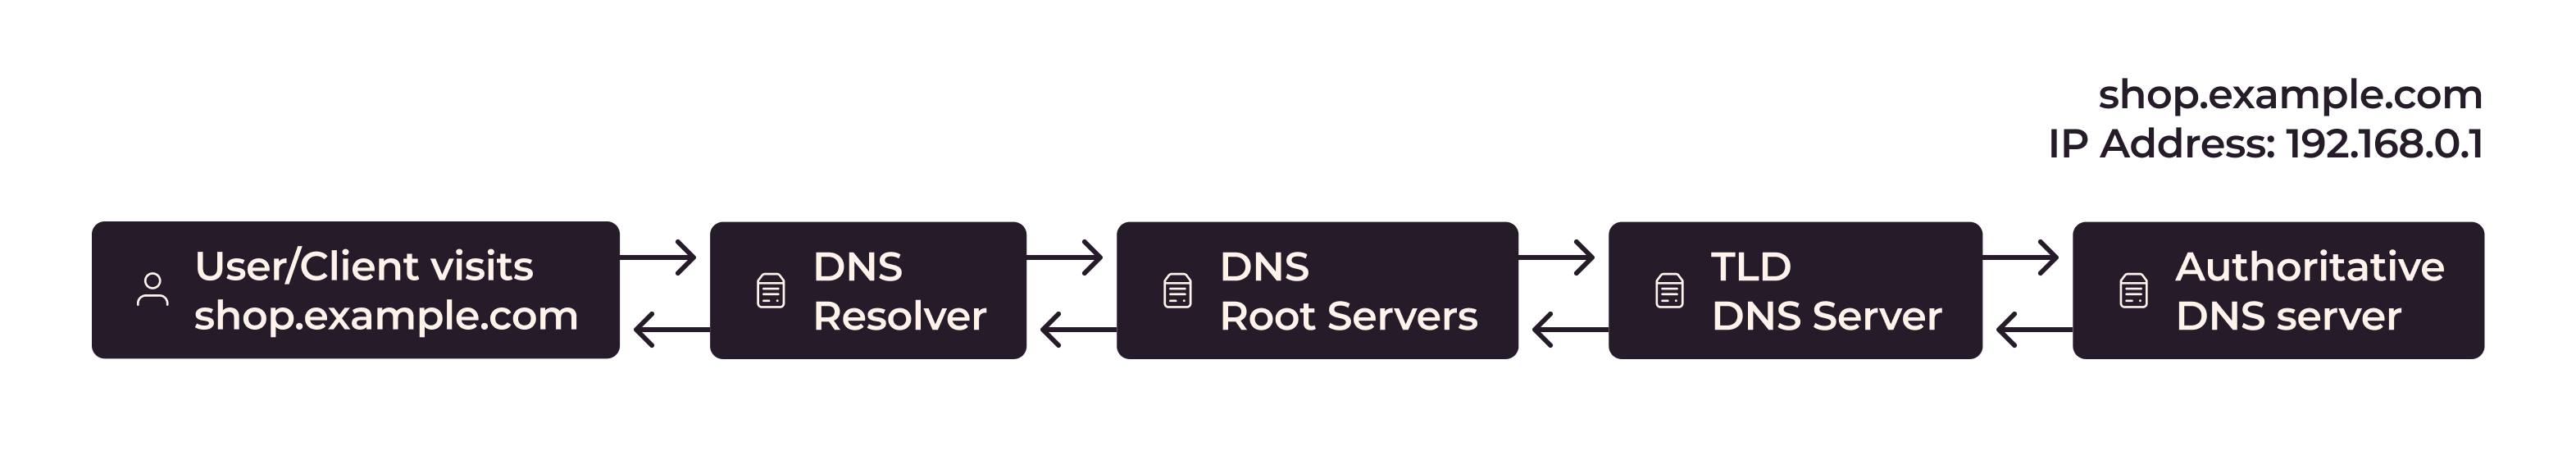 shop.example.com
IP Address: 192.168.0.1
User/Client visits
shop.example.com
DNS
Resolver
DNS
Root Servers
TLD
DNS Server
Authoritative
DNS server